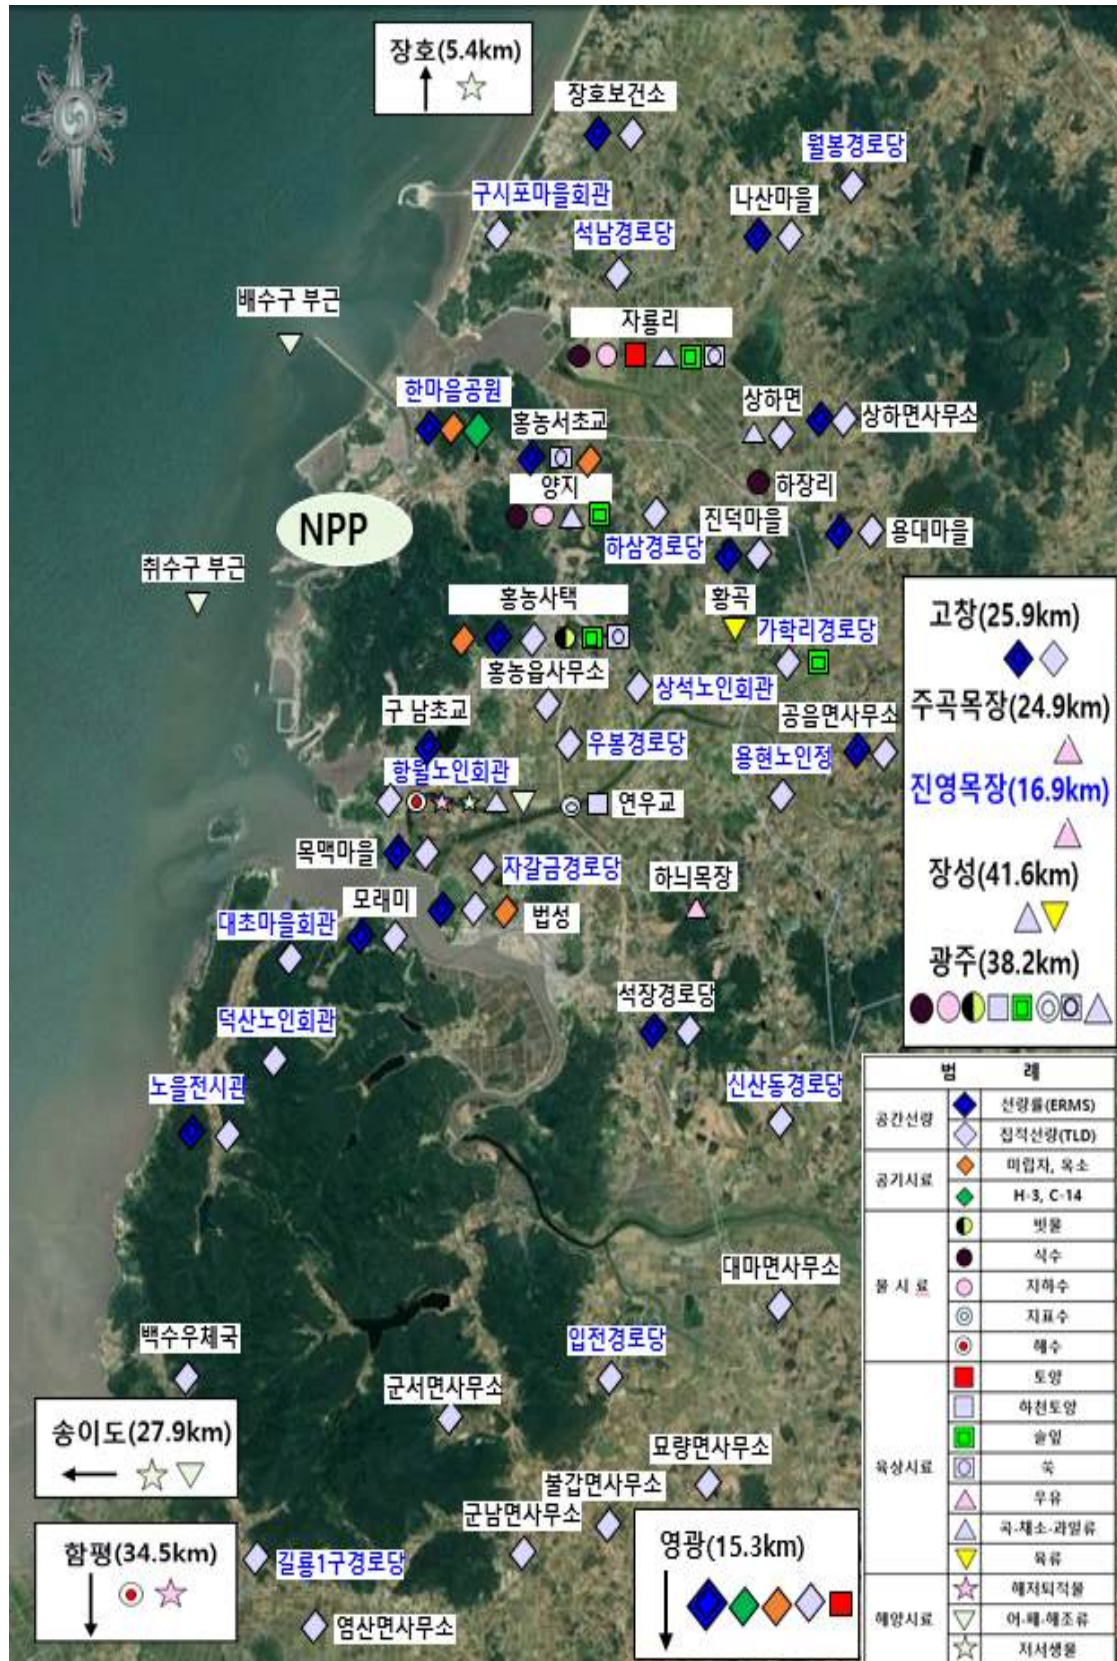 장호(5.4km)
장호보건소
월봉경로당
구시포마을회관
나산마을
석남경로당
배수구 부근
자룡리
한마음공원
상하면
상하면사무소
홍농서초교
양지
하장리
NPP
하삼경로당
진덕마을
용대마을
취수구 부근
홍농사택
황곡
가학리경로당
홍농읍사무소
상석노인회관
구 남초교
공음면사무소
우봉경로당
용현노인정
항월노인회관
연우교
목맥마을
자갈금경로당
하늬목장
모래미
법성
대초마을회관
석장경로당
덕산노인회관
노을전시관
신산동경로당
대마면사무소
백수우체국
입전경로당
군서면사무소
송이도(27.9km)
묘량면사무소
불갑면사무소
군남면사무소
함평(34.5km)
길룡1구경로당
영광(15.3km)
염산면사무소
고창(25.9km)
주곡목장(24.9km)
진영목장(16.9km)
장성(41.6km)
광주(38.2km)
범 례
공간선량
선량률(ERMS)
집적선량(TLD)
공기시료
미립자, 옥소
H-3, C-14
물 시 료
빗물
식수
지하수
지표수
해수
육상시료
토양
하천토양
솔잎
쑥
우유
곡·채소·과일류
육류
해양시료
해저퇴적물
어·패·해조류
저서생물